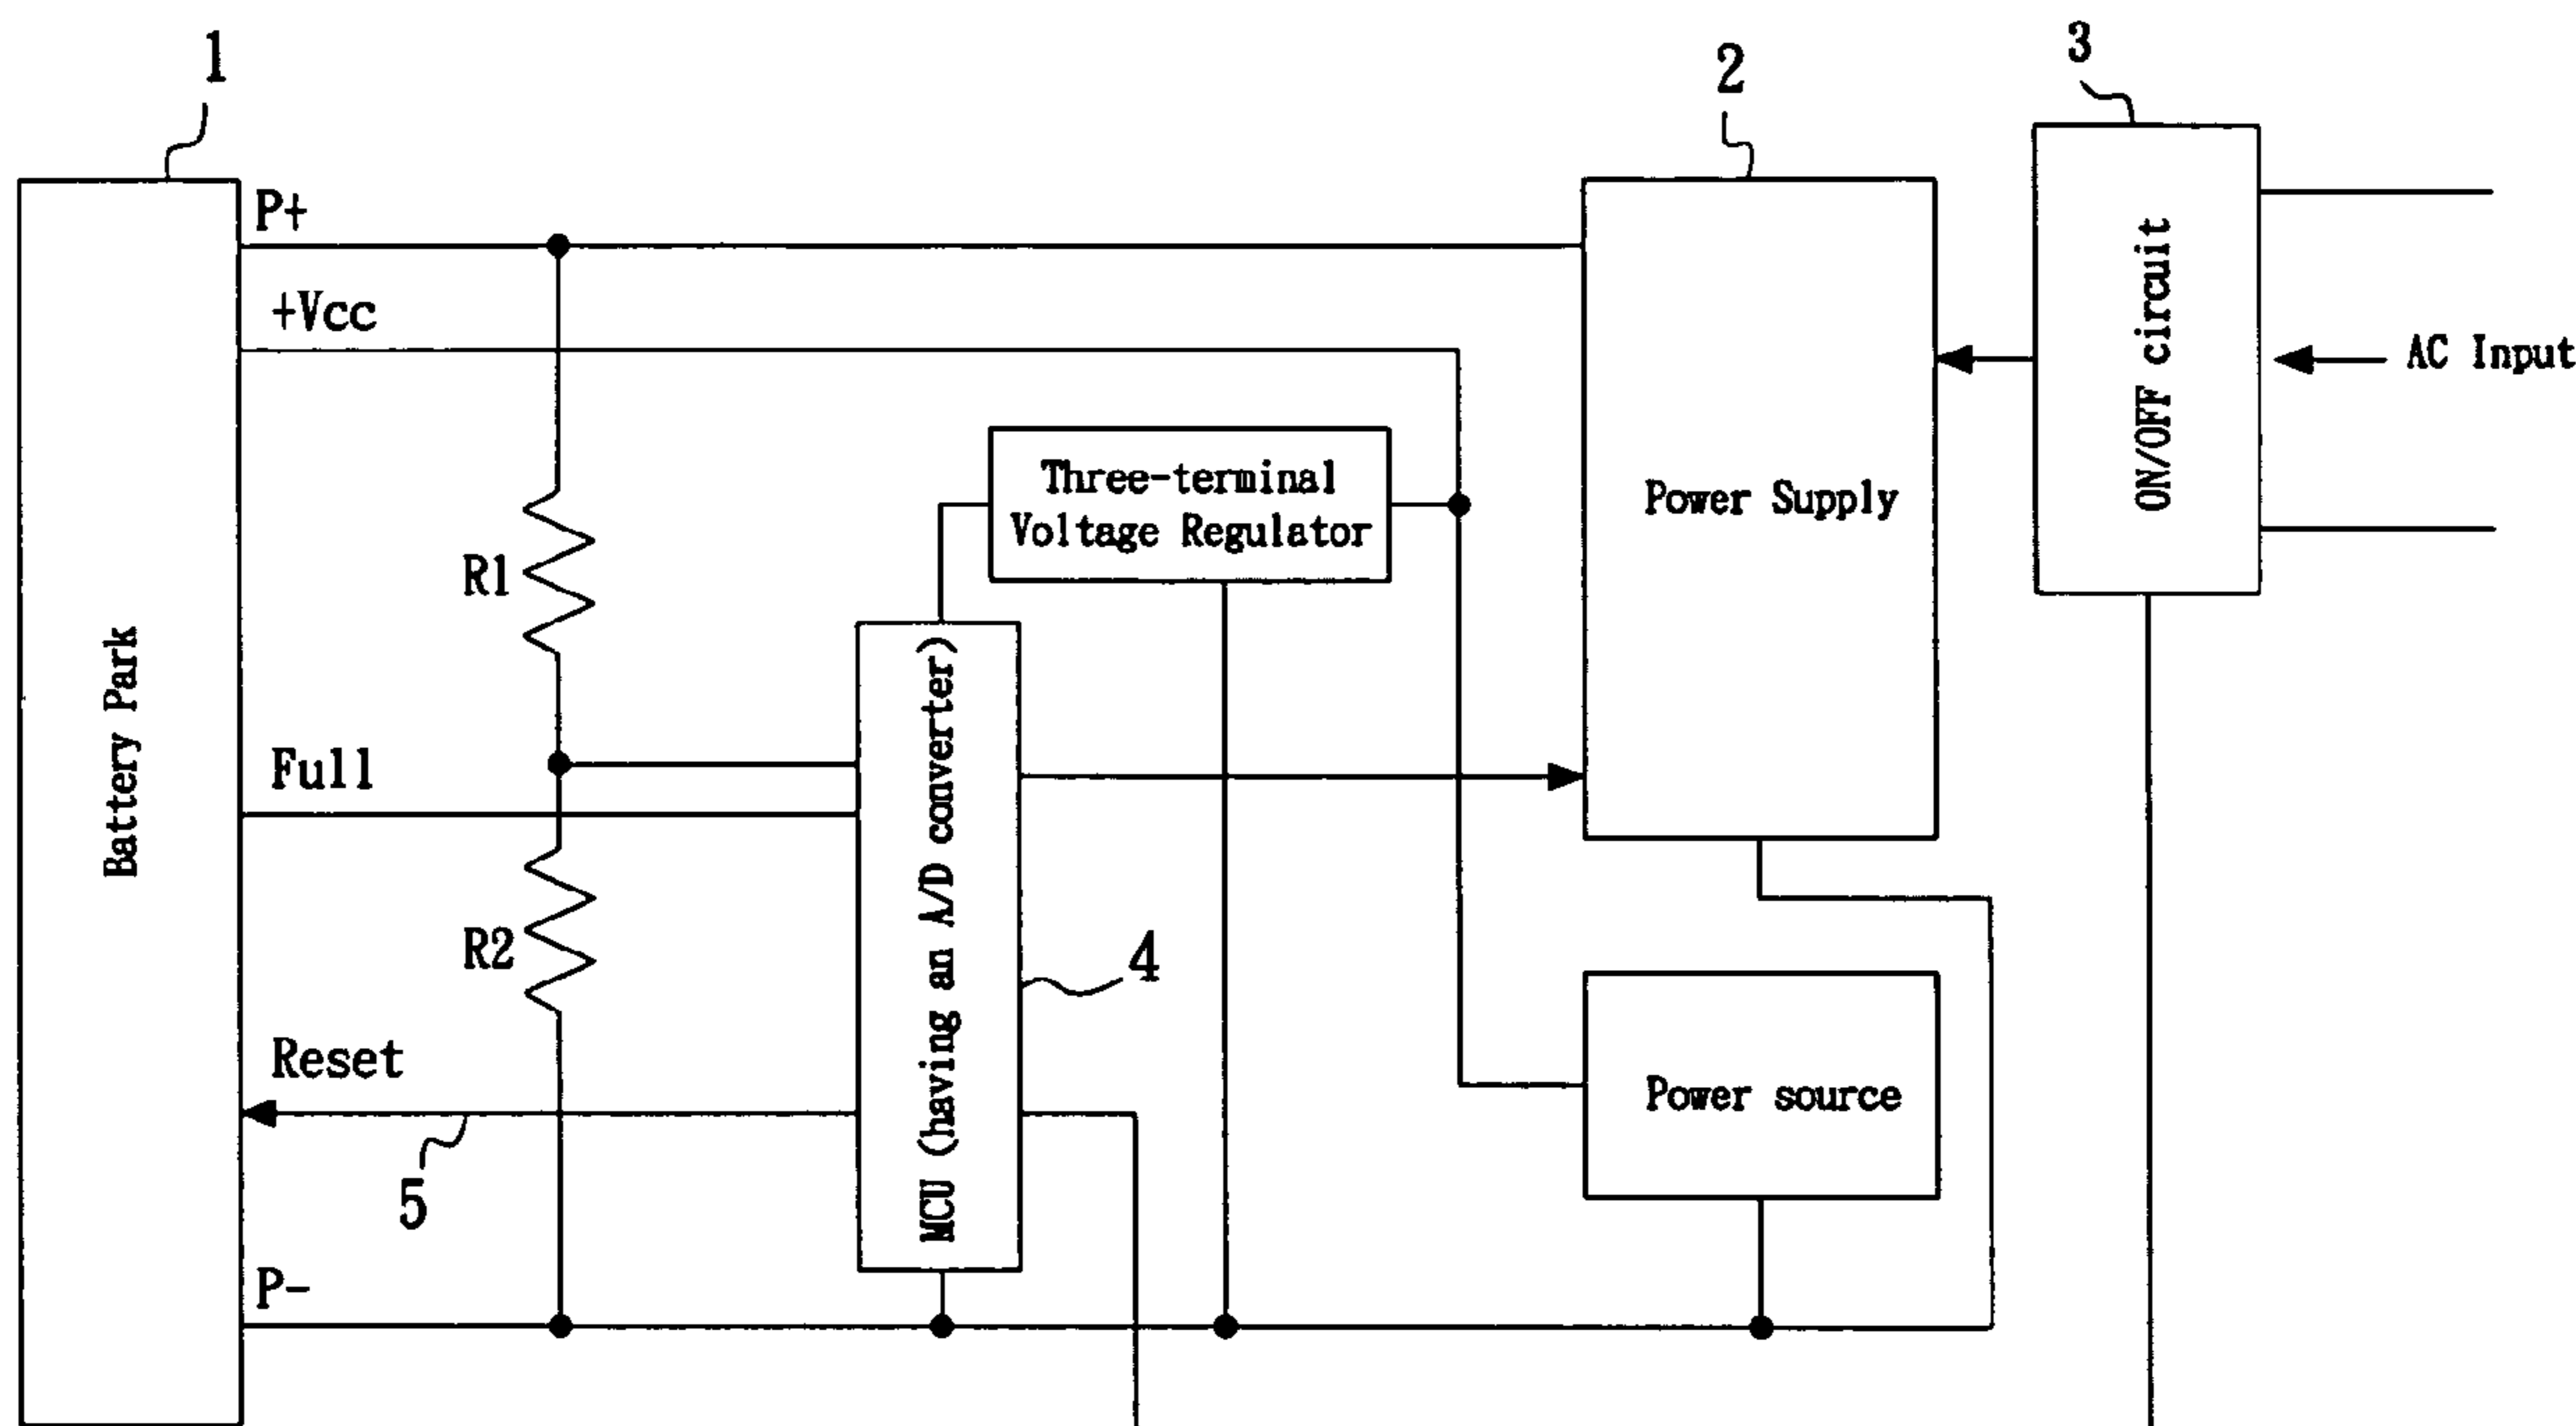 1
2
3
P+
+Vcc
AC Input
ON/OFF circuit
Three-terminal
Voltage Regulator
Power Supply
R1
Battery Park
Full
MCU (having an A/D converter)
R2
4
Reset
Power source
5
P-